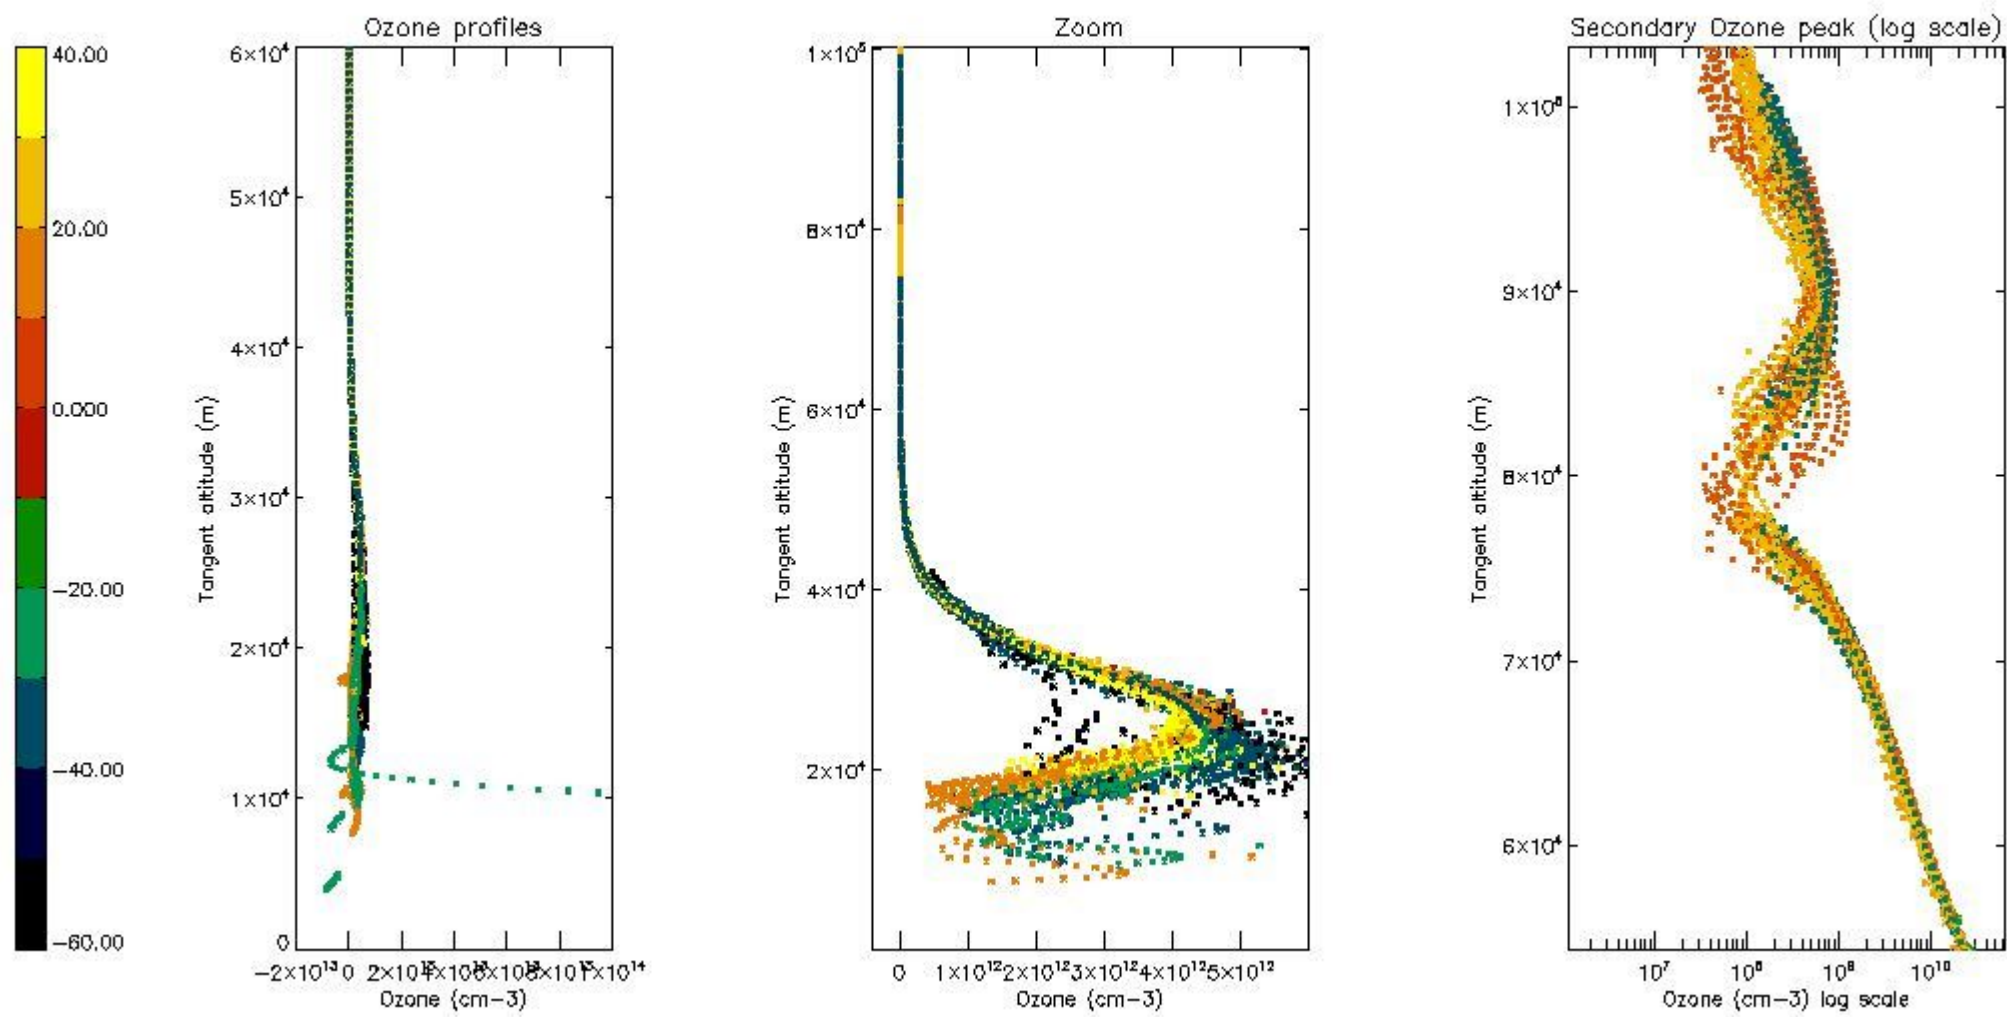 Ozone profiles
Zoom
Secondary Ozone peak (log scale)
40.00
20.00
0.000
−20.00
−40.00
−60.00
6×10⁴
5×10⁴
4×10⁴
3×10⁴
2×10⁴
1×10⁴
0
Tangent altitude (m)
−2×10¹³ 0
Ozone (cm−3)
1×10⁵
8×10⁴
6×10⁴
4×10⁴
2×10⁴
Tangent altitude (m)
0 1×10¹² 2×10¹² 3×10¹² 4×10¹² 5×10¹²
Ozone (cm−3)
9×10⁴
8×10⁴
7×10⁴
6×10⁴
Tangent altitude (m)
10⁷ 10⁸ 10⁹ 10¹⁰
Ozone (cm−3) log scale